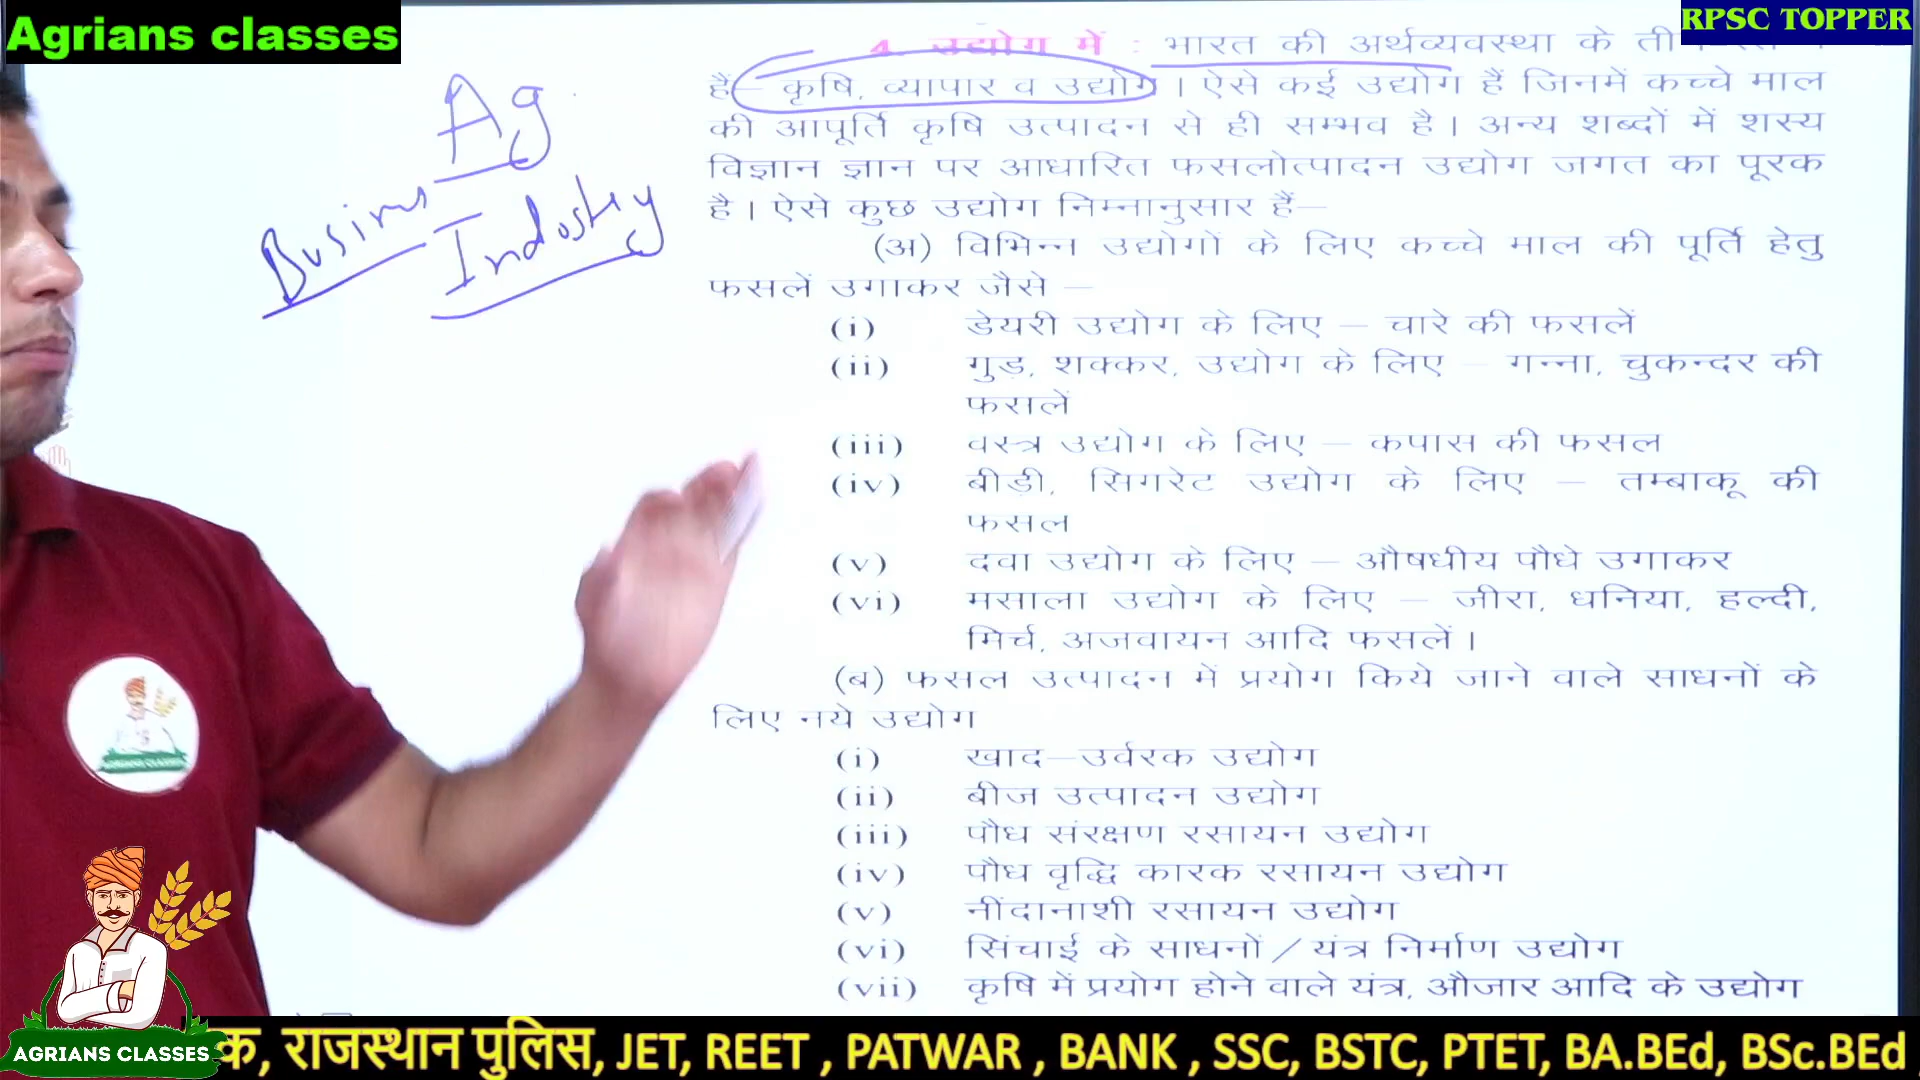 Agrians classes
RPSC TOPPER
Ag
Business
Industry
4. उद्योग में : भारत की अर्थव्यवस्था के
हैं– कृषि, व्यापार व उद्योग । ऐसे कई उद्योग हैं जिनमें कच्चे माल
की आपूर्ति कृषि उत्पादन से ही सम्भव है । अन्य शब्दों में शस्य
विज्ञान ज्ञान पर आधारित फसलोत्पादन उद्योग जगत का पूरक
है । ऐसे कुछ उद्योग निम्नानुसार हैं–
(अ) विभिन्न उद्योगों के लिए कच्चे माल की पूर्ति हेतु
फसलें उगाकर जैसे –
(i) डेयरी उद्योग के लिए – चारे की फसलें
(ii) गुड़, शक्कर, उद्योग के लिए – गन्ना, चुकन्दर की
फसलें
(iii) वस्त्र उद्योग के लिए – कपास की फसल
(iv) बीड़ी, सिगरेट उद्योग के लिए – तम्बाकू की
फसल
(v) दवा उद्योग के लिए – औषधीय पौधे उगाकर
(vi) मसाला उद्योग के लिए – जीरा, धनिया, हल्दी,
मिर्च, अजवायन आदि फसलें ।
(ब) फसल उत्पादन में प्रयोग किये जाने वाले साधनों के
लिए नये उद्योग
(i) खाद–उर्वरक उद्योग
(ii) बीज उत्पादन उद्योग
(iii) पौध संरक्षण रसायन उद्योग
(iv) पौध वृद्धि कारक रसायन उद्योग
(v) नींदानाशी रसायन उद्योग
(vi) सिंचाई के साधनों / यंत्र निर्माण उद्योग
(vii) कृषि में प्रयोग होने वाले यंत्र, औजार आदि के उद्योग
AGRIANS CLASSES
AGRIANS CLASSES
क, राजस्थान पुलिस, JET, REET , PATWAR , BANK , SSC, BSTC, PTET, BA.BEd, BSc.BEd